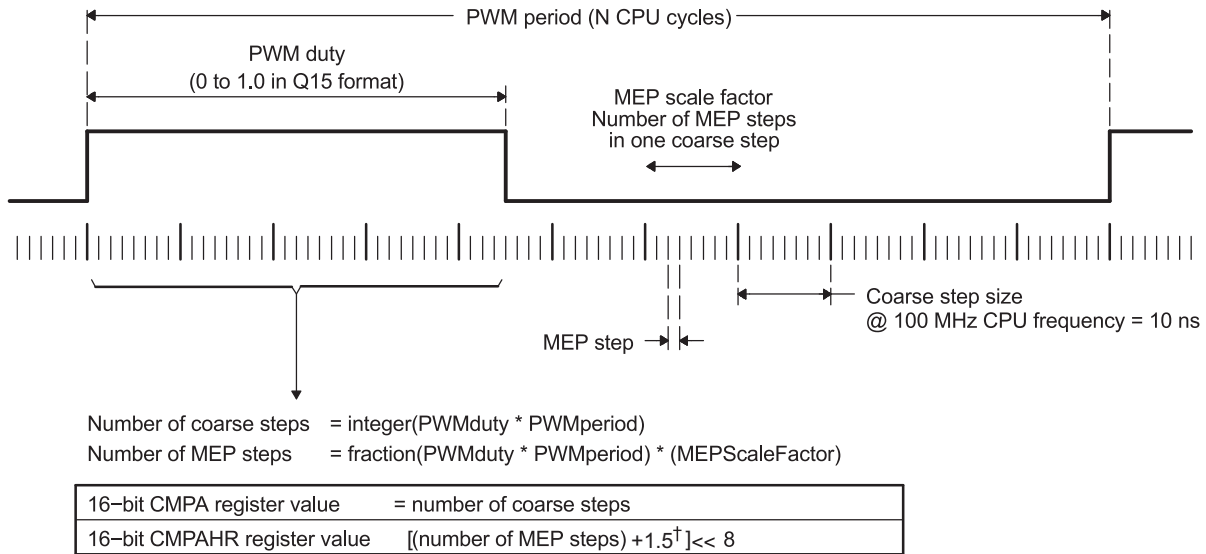 PWM period (N CPU cycles)
PWM duty
(0 to 1.0 in Q15 format)
MEP scale factor
Number of MEP steps
in one coarse step
Coarse step size
@ 100 MHz CPU frequency = 10 ns
MEP step
Number of coarse steps = integer(PWMduty * PWMperiod)
Number of MEP steps = fraction(PWMduty * PWMperiod) * (MEPScaleFactor)
16−bit CMPA register value = number of coarse steps
16−bit CMPAHR register value [(number of MEP steps) +1.5† ]<< 8